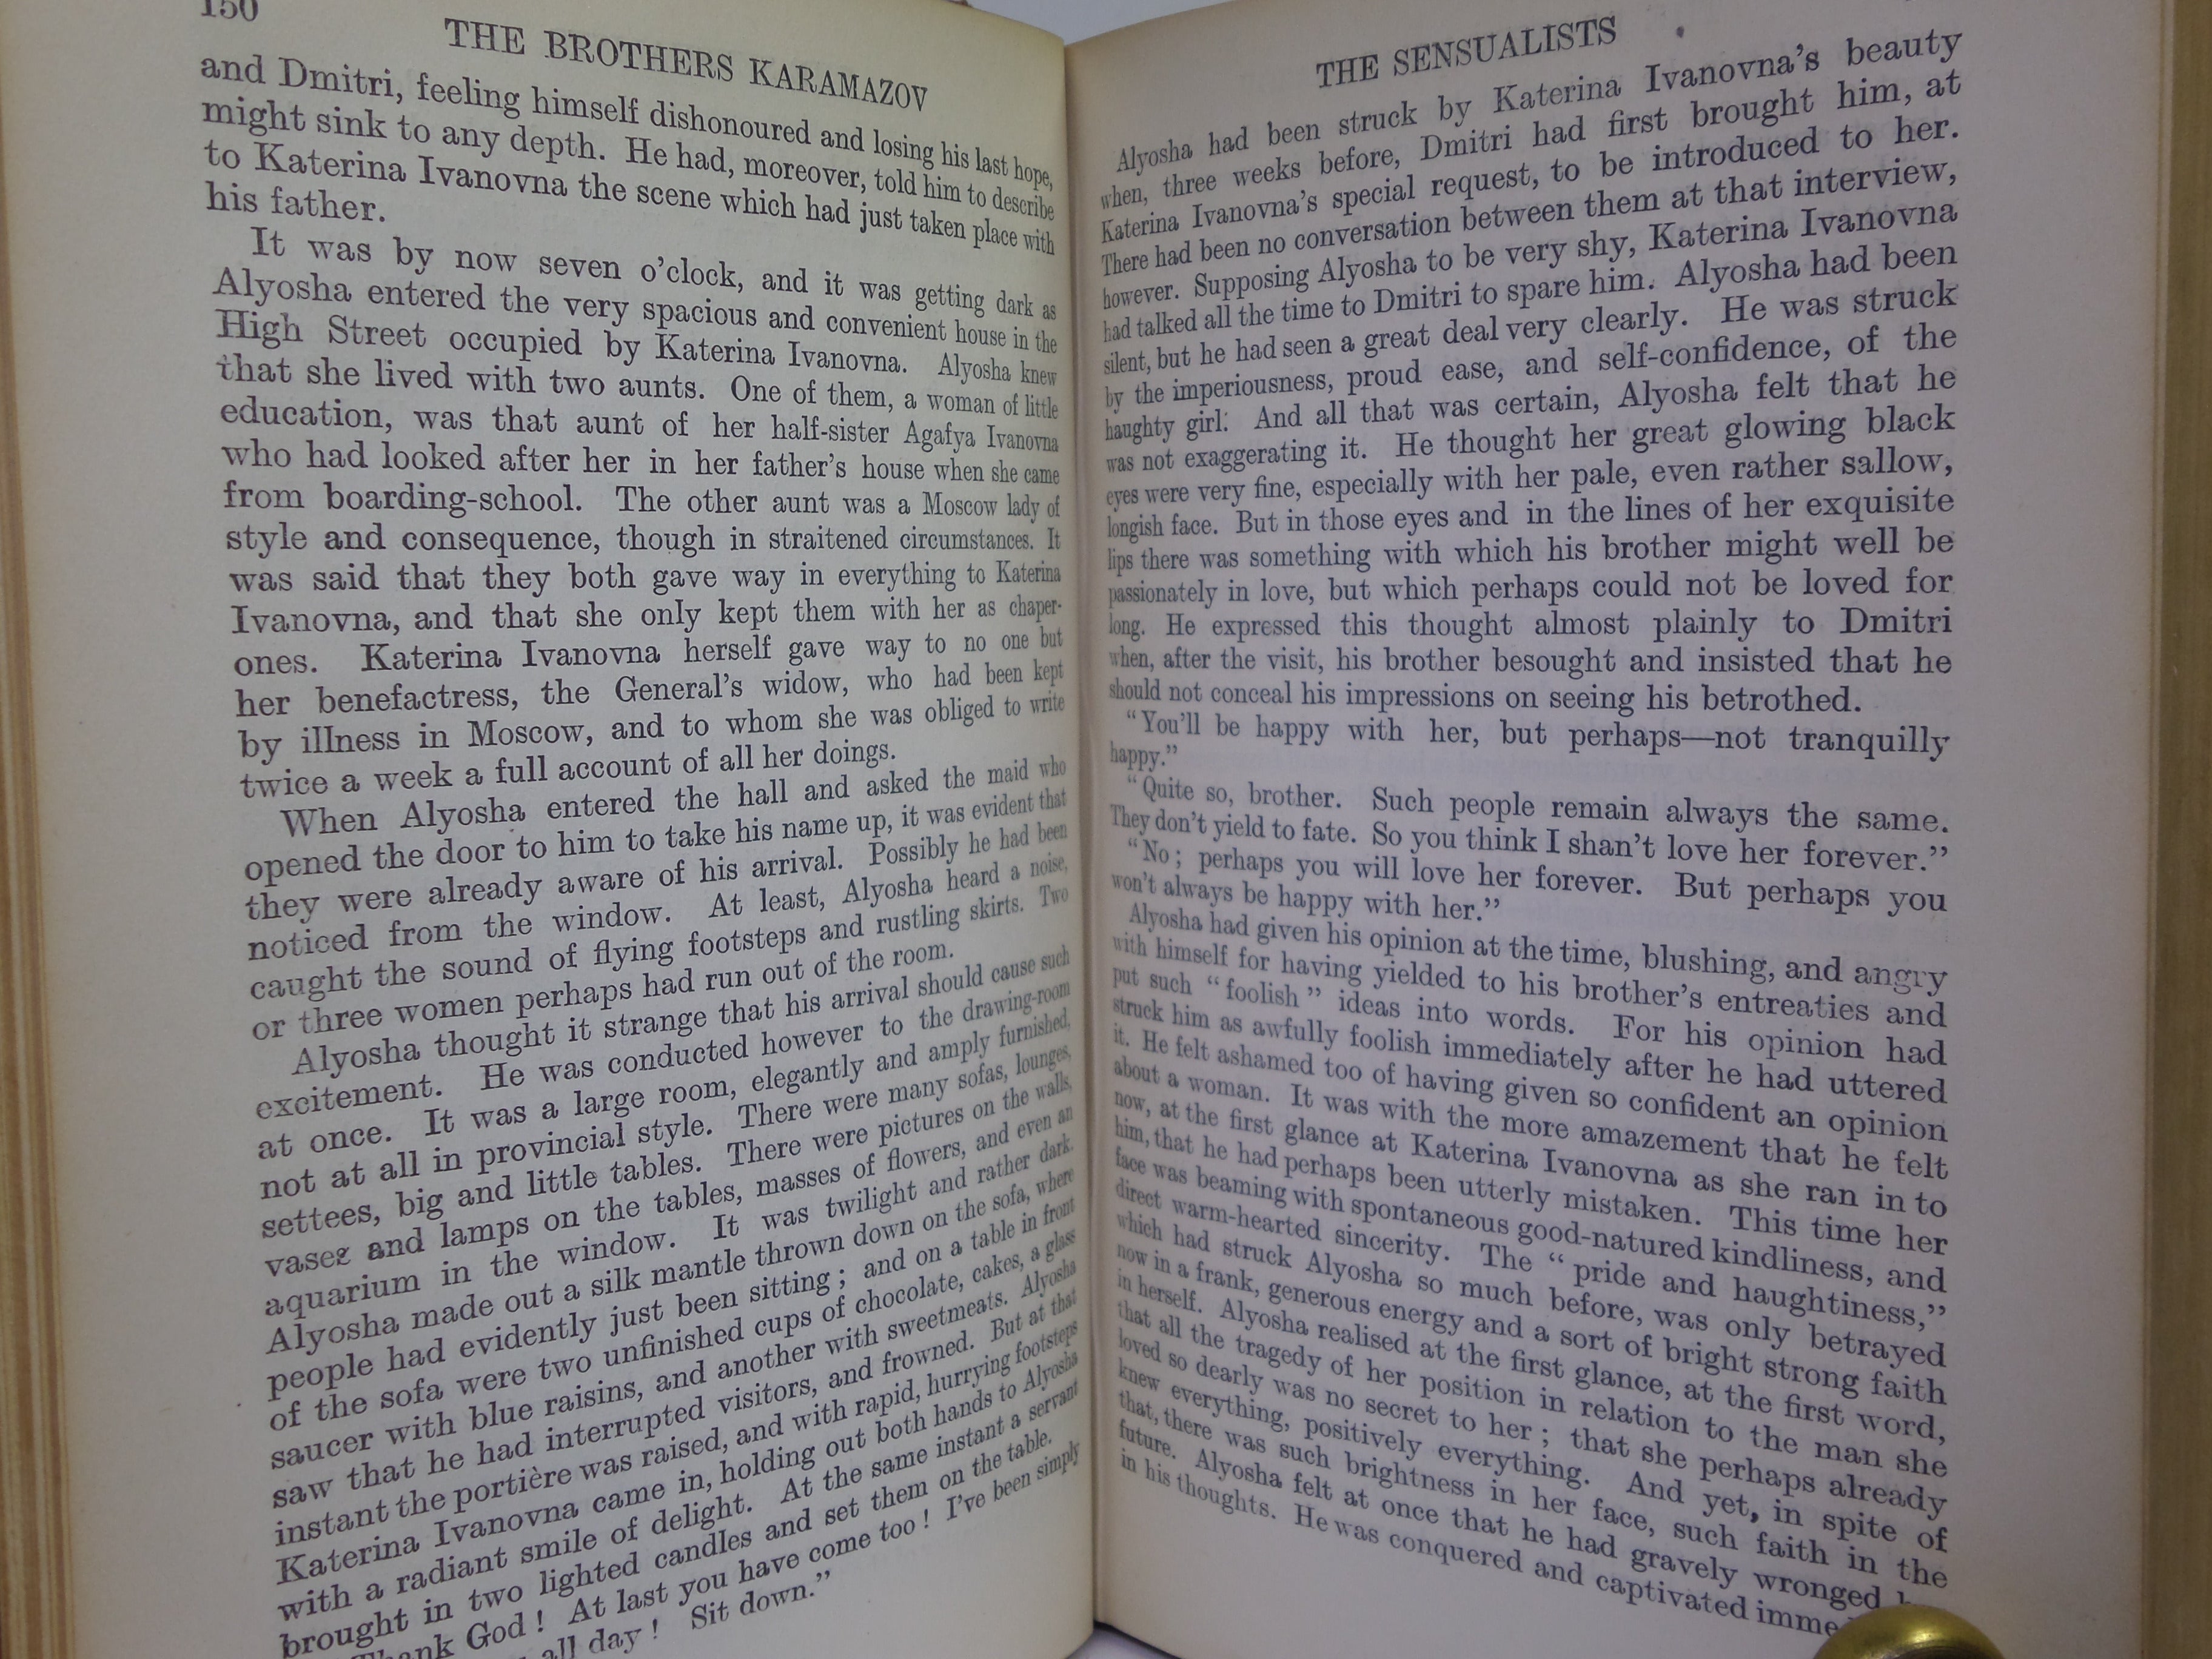 150
THE BROTHERS KARAMAZOV
and Dmitri, feeling himself dishonoured and losing his last hope,
might sink to any depth. He had, moreover, told him to describe
to Katerina Ivanovna the scene which had just taken place with
his father.
It was by now seven o'clock, and it was getting dark as
Alyosha entered the very spacious and convenient house in the
High Street occupied by Katerina Ivanovna. Alyosha knew
that she lived with two aunts. One of them, a woman of little
education, was that aunt of her half-sister Agafya Ivanovna
who had looked after her in her father's house when she came
from boarding-school. The other aunt was a Moscow lady of
style and consequence, though in straitened circumstances. It
was said that they both gave way in everything to Katerina
Ivanovna, and that she only kept them with her as chaper-
ones. Katerina Ivanovna herself gave way to no one but
her benefactress, the General's widow, who had been kept
by illness in Moscow, and to whom she was obliged to write
twice a week a full account of all her doings.
When Alyosha entered the hall and asked the maid who
opened the door to him to take his name up, it was evident that
they were already aware of his arrival. Possibly he had been
noticed from the window. At least, Alyosha heard a noise,
caught the sound of flying footsteps and rustling skirts. Two
or three women perhaps had run out of the room.
Alyosha thought it strange that his arrival should cause such
excitement. He was conducted however to the drawing-room
at once. It was a large room, elegantly and amply furnished,
not at all in provincial style. There were many sofas, lounges,
settees, big and little tables. There were pictures on the walls,
vases and lamps on the tables, masses of flowers, and even an
aquarium in the window. It was twilight and rather dark.
Alyosha made out a silk mantle thrown down on the sofa, where
people had evidently just been sitting; and on a table in front
of the sofa were two unfinished cups of chocolate, cakes, a glass
saucer with blue raisins, and another with sweetmeats. Alyosha
saw that he had interrupted visitors, and frowned. But at that
instant the portière was raised, and with rapid, hurrying footsteps
Katerina Ivanovna came in, holding out both hands to Alyosha
with a radiant smile of delight. At the same instant a servant
brought in two lighted candles and set them on the table.
Thank God! At last you have come too! I've been simply
all day! Sit down."
THE SENSUALISTS
Alyosha had been struck by Katerina Ivanovna's beauty
when, three weeks before, Dmitri had first brought him, at
Katerina Ivanovna's special request, to be introduced to her.
There had been no conversation between them at that interview,
however. Supposing Alyosha to be very shy, Katerina Ivanovna
had talked all the time to Dmitri to spare him. Alyosha had been
silent, but he had seen a great deal very clearly. He was struck
by the imperiousness, proud ease, and self-confidence, of the
haughty girl. And all that was certain, Alyosha felt that he
was not exaggerating it. He thought her great glowing black
eyes were very fine, especially with her pale, even rather sallow,
longish face. But in those eyes and in the lines of her exquisite
lips there was something with which his brother might well be
passionately in love, but which perhaps could not be loved for
long. He expressed this thought almost plainly to Dmitri
when, after the visit, his brother besought and insisted that he
should not conceal his impressions on seeing his betrothed.
"You'll be happy with her, but perhaps—not tranquilly
happy."
"Quite so, brother. Such people remain always the same.
They don't yield to fate. So you think I shan't love her forever."
"No; perhaps you will love her forever. But perhaps you
won't always be happy with her."
Alyosha had given his opinion at the time, blushing, and angry
with himself for having yielded to his brother's entreaties and
put such "foolish" ideas into words. For his opinion had
struck him as awfully foolish immediately after he had uttered
it. He felt ashamed too of having given so confident an opinion
about a woman. It was with the more amazement that he felt
now, at the first glance at Katerina Ivanovna as she ran in to
him, that he had perhaps been utterly mistaken. This time her
face was beaming with spontaneous good-natured kindliness, and
direct warm-hearted sincerity. The "pride and haughtiness,"
which had struck Alyosha so much before, was only betrayed
now in a frank, generous energy and a sort of bright strong faith
in herself. Alyosha realised at the first glance, at the first word,
that all the tragedy of her position in relation to the man she
loved so dearly was no secret to her; that she perhaps already
knew everything, positively everything. And yet, in spite of
that, there was such brightness in her face, such faith in the
future. Alyosha felt at once that he had gravely wronged
in his thoughts. He was conquered and captivated imme